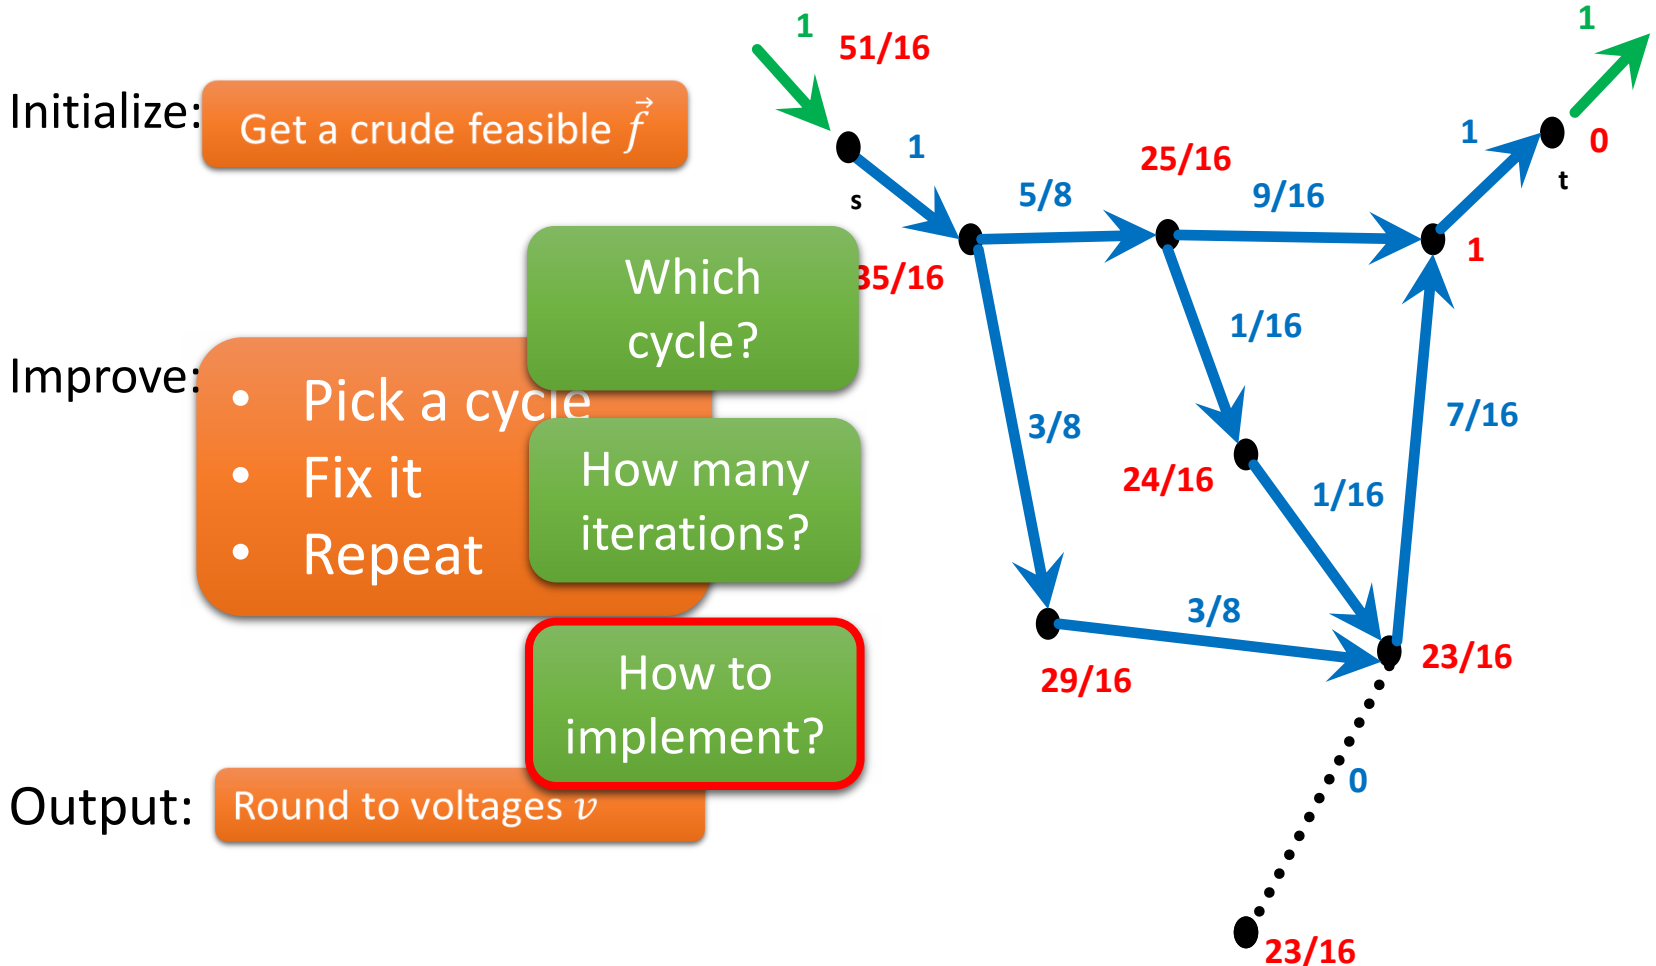 Initialize:
Get a crude feasible f⃗
Improve:
• Pick a cycle
• Fix it
• Repeat
Which
cycle?
How many
iterations?
How to
implement?
Output:
Round to voltages v
1
51/16
s
1
35/16
5/8
25/16
9/16
1
1
1
0
t
1/16
24/16
1/16
3/8
3/8
29/16
7/16
23/16
0
23/16